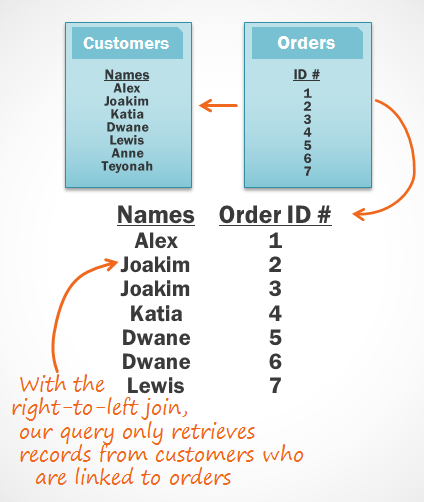 Customers
Names
Alex
Joakim
Katia
Dwane
Lewis
Anne
Teyonah
Orders
ID #
1
2
3
4
5
6
7
Names Order ID #
Alex 1
Joakim 2
Joakim 3
Katia 4
Dwane 5
Dwane 6
Lewis 7
With the
right-to-left join,
our query only retrieves
records from customers who
are linked to orders